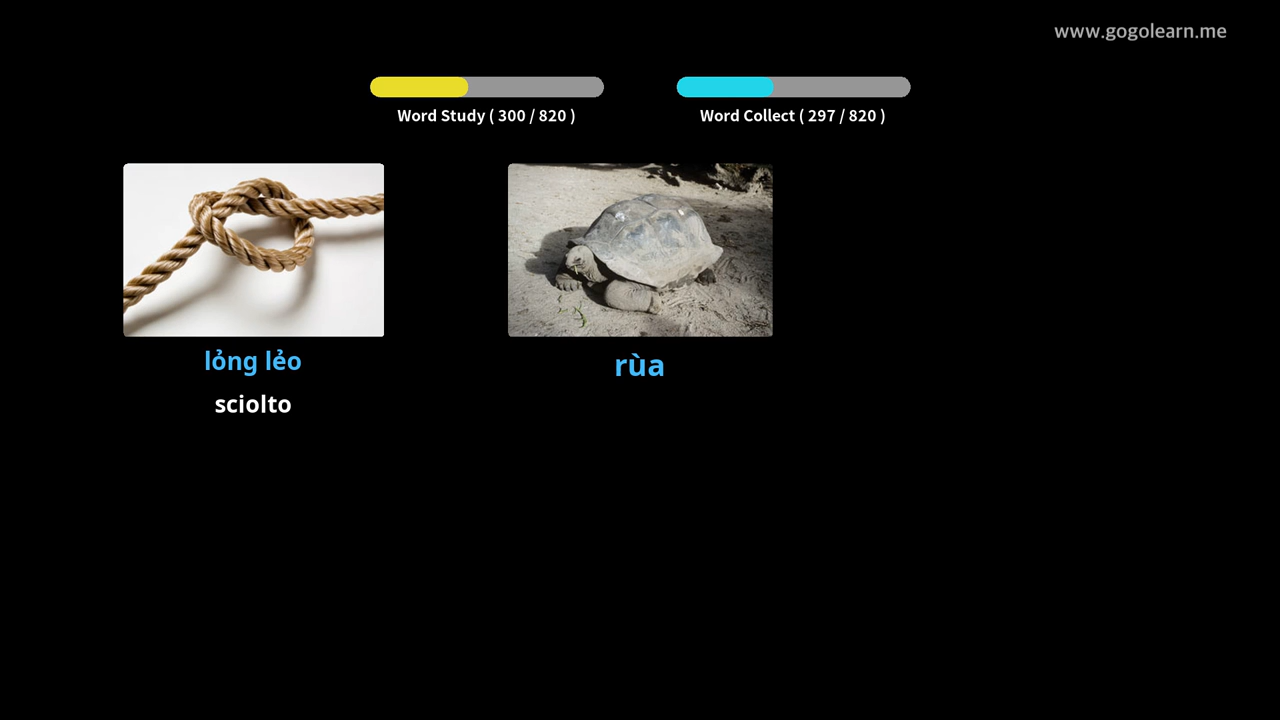 www.gogolearn.me
Word Study ( 300 / 820 )
Word Collect ( 297 / 820 )
lỏng lẻo
sciolto
rùa